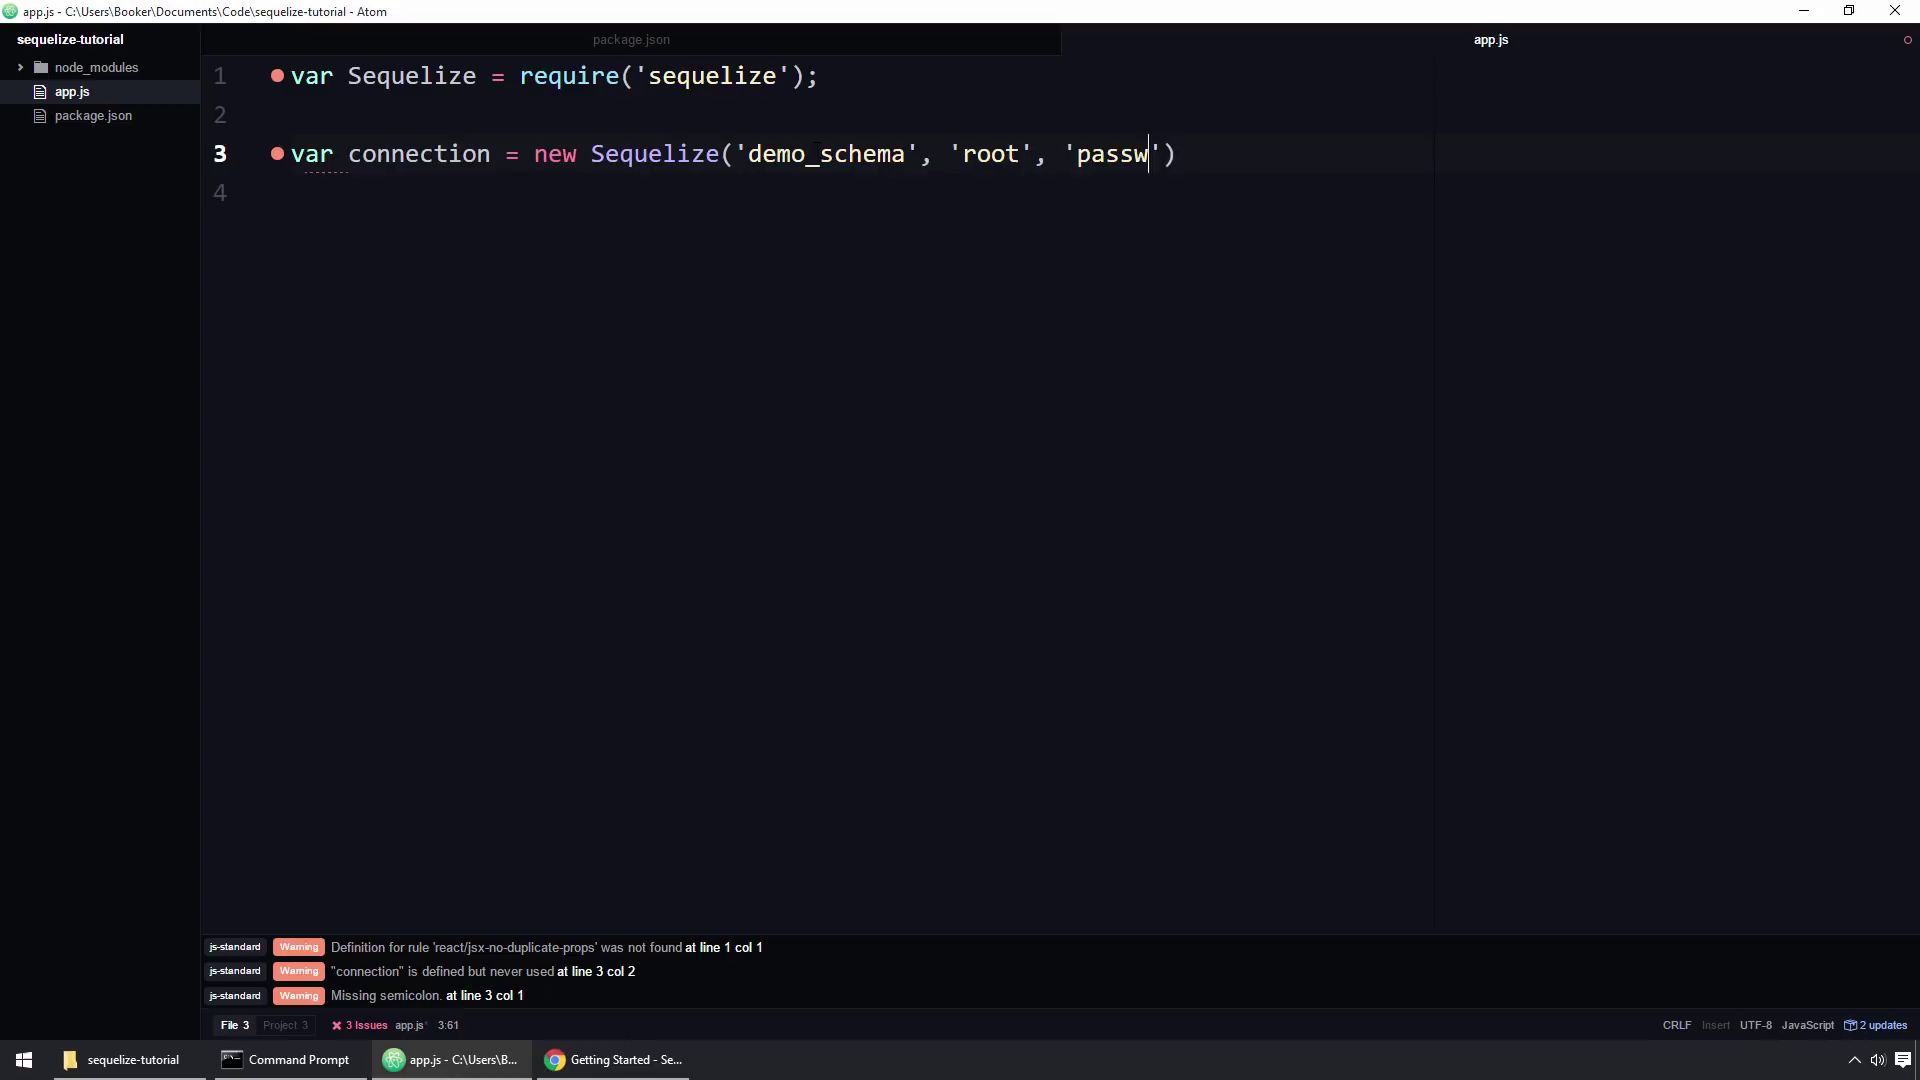 app.js - C:\Users\Booker\Documents\Code\sequelize-tutorial - Atom
sequelize-tutorial
node_modules
app.js
package.json
package.json
app.js
1 var Sequelize = require('sequelize');
2
3 var connection = new Sequelize('demo_schema', 'root', 'passw')
4
js-standard Warning Definition for rule 'react/jsx-no-duplicate-props' was not found at line 1 col 1
js-standard Warning "connection" is defined but never used at line 3 col 2
js-standard Warning Missing semicolon. at line 3 col 1
File 3 Project 3 3 Issues app.js* 3:61 CRLF Insert UTF-8 JavaScript 2 updates
sequelize-tutorial Command Prompt app.js - C:\Users\B... Getting Started - Se...